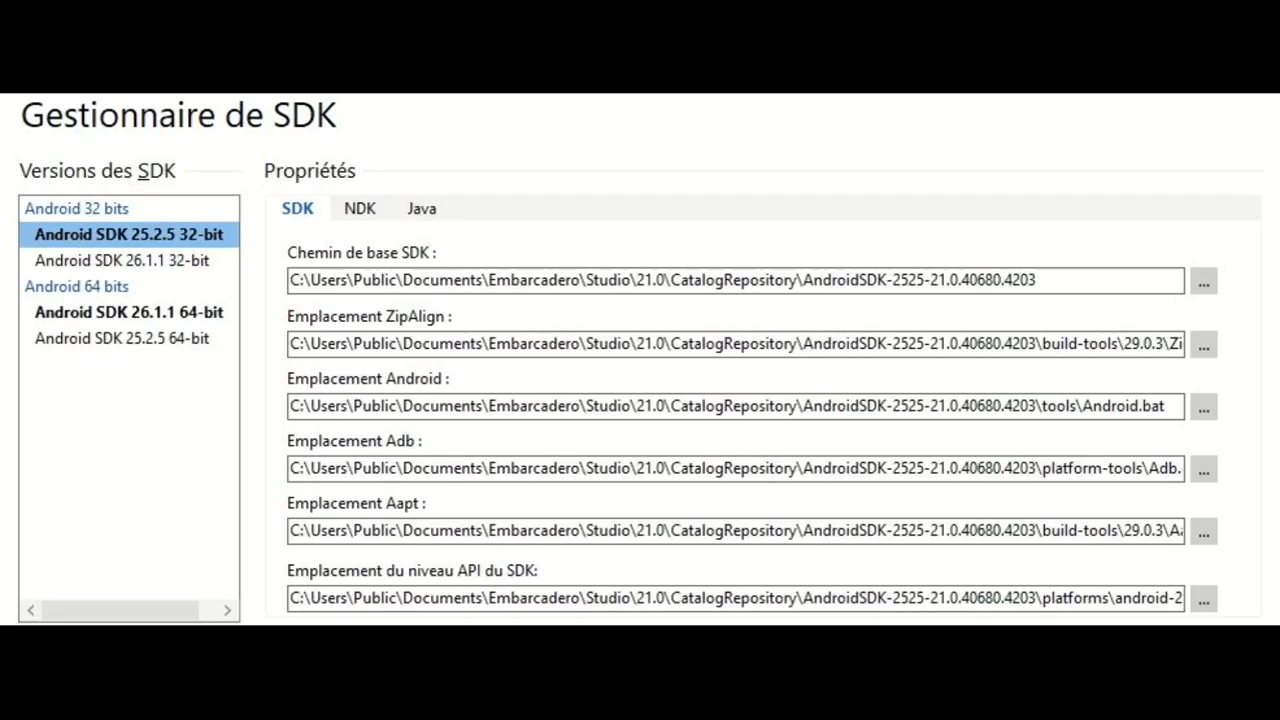 Gestionnaire de SDK
Versions des SDK
Android 32 bits
Android SDK 25.2.5 32-bit
Android SDK 26.1.1 32-bit
Android 64 bits
Android SDK 26.1.1 64-bit
Android SDK 25.2.5 64-bit
Propriétés
SDK NDK Java
Chemin de base SDK :
C:\Users\Public\Documents\Embarcadero\Studio\21.0\CatalogRepository\AndroidSDK-2525-21.0.40680.4203 ...
Emplacement ZipAlign :
C:\Users\Public\Documents\Embarcadero\Studio\21.0\CatalogRepository\AndroidSDK-2525-21.0.40680.4203\build-tools\29.0.3\Zi ...
Emplacement Android :
C:\Users\Public\Documents\Embarcadero\Studio\21.0\CatalogRepository\AndroidSDK-2525-21.0.40680.4203\tools\Android.bat ...
Emplacement Adb :
C:\Users\Public\Documents\Embarcadero\Studio\21.0\CatalogRepository\AndroidSDK-2525-21.0.40680.4203\platform-tools\Adb. ...
Emplacement Aapt :
C:\Users\Public\Documents\Embarcadero\Studio\21.0\CatalogRepository\AndroidSDK-2525-21.0.40680.4203\build-tools\29.0.3\Aa ...
Emplacement du niveau API du SDK:
C:\Users\Public\Documents\Embarcadero\Studio\21.0\CatalogRepository\AndroidSDK-2525-21.0.40680.4203\platforms\android-2 ...